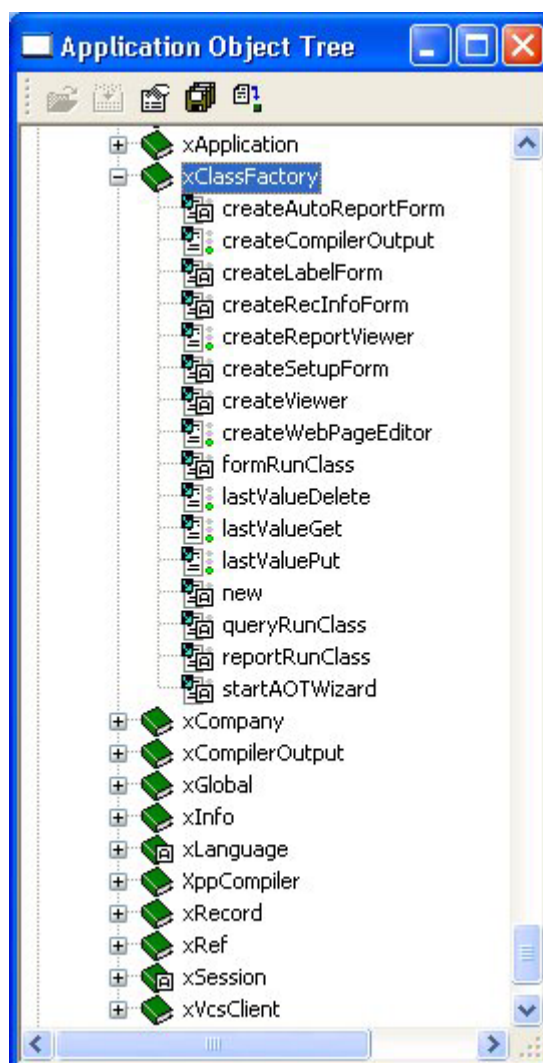 Application Object Tree
xApplication
xClassFactory
createAutoReportForm
createCompilerOutput
createLabelForm
createRecInfoForm
createReportViewer
createSetupForm
createViewer
createWebPageEditor
formRunClass
lastValueDelete
lastValueGet
lastValuePut
new
queryRunClass
reportRunClass
startAOTWizard
xCompany
xCompilerOutput
xGlobal
xInfo
xLanguage
XppCompiler
xRecord
xRef
xSession
xVcsClient